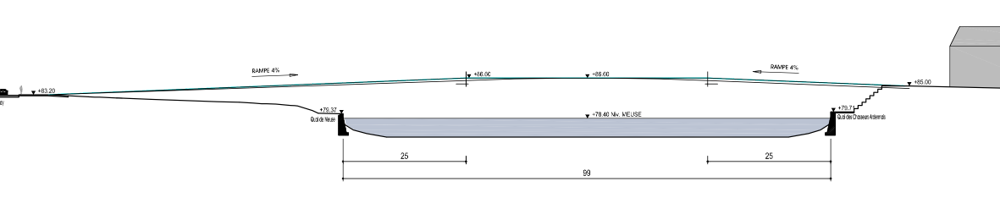 RAMPE 4%
RAMPE 4%
+86.60
+86.60
+85.00
+83.20
+79.37
Quai de Meuse
+78.40 Niv. MEUSE
+79.71
Quai des Chasseurs Ardennais
25
25
99